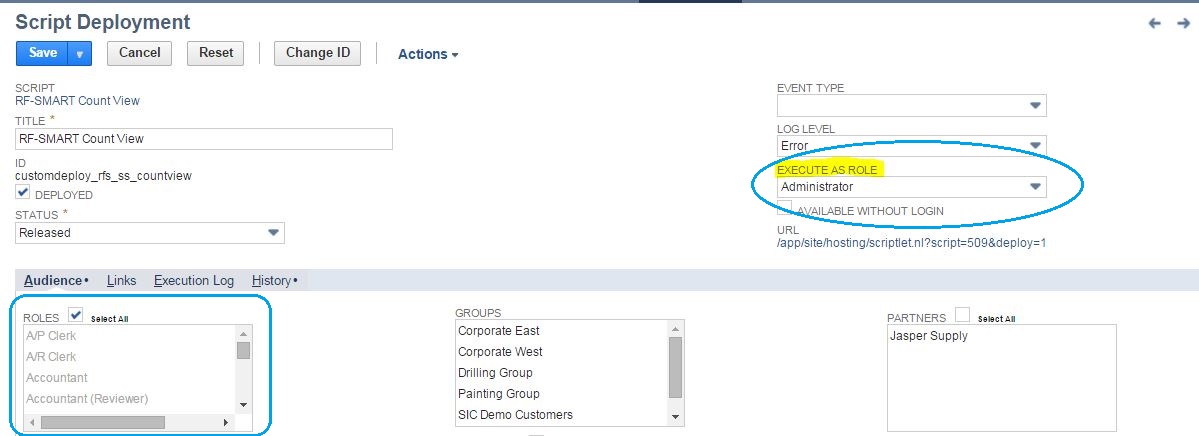 Script Deployment
Save
Cancel
Reset
Change ID
Actions
SCRIPT
RF-SMART Count View
TITLE *
RF-SMART Count View
ID
customdeploy_rfs_ss_countview
DEPLOYED
STATUS *
Released
EVENT TYPE
LOG LEVEL
Error
EXECUTE AS ROLE
Administrator
AVAILABLE WITHOUT LOGIN
URL
/app/site/hosting/scriptlet.nl?script=509&deploy=1
Audience• Links Execution Log History•
ROLES Select All
A/P Clerk
A/R Clerk
Accountant
Accountant (Reviewer)
GROUPS
Corporate East
Corporate West
Drilling Group
Painting Group
SIC Demo Customers
PARTNERS Select All
Jasper Supply